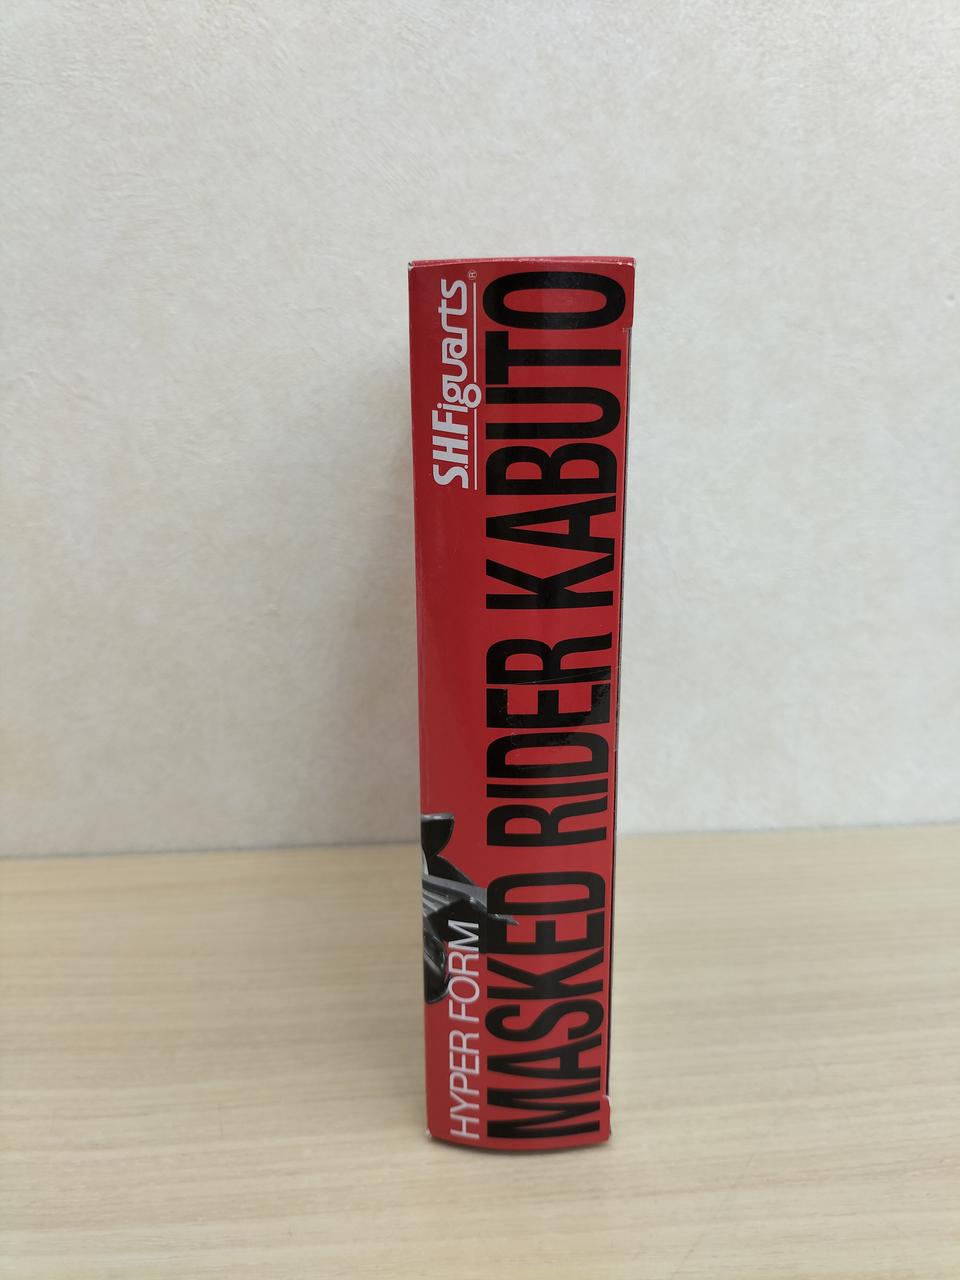 S.H.Figuarts®
HYPER FORM
MASKED RIDER KABUTO